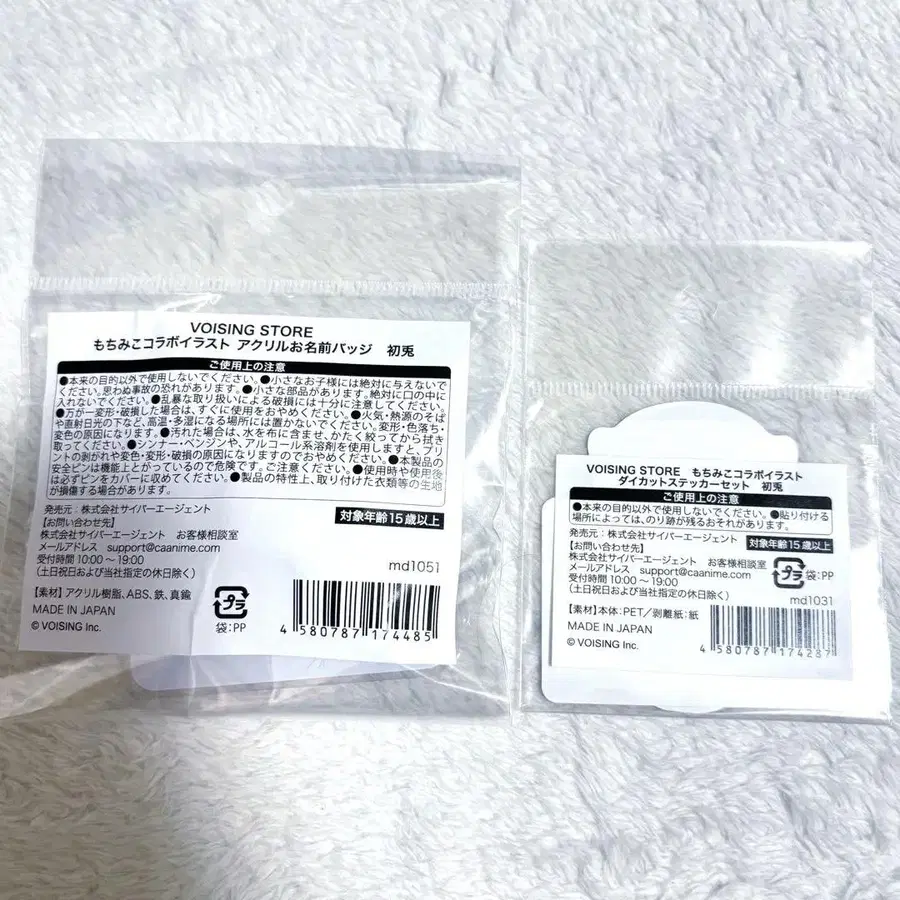 VOISING STORE
もちみこコラボイラスト アクリルお名前バッジ 初兎
ご使用上の注意
●本来の目的以外で使用しないでください。●小さなお子様には絶対に与えないで
ください。思わぬ事故の恐れがあります。●小さな部品があります。絶対に口の中に
入れないでください。●乱暴な取り扱いによる破損には十分に注意してください。
●万が一変形・破損した場合は、すぐに使用をおやめください。●火気・熱源のそば
や直射日光の下など、高温・多湿になる場所には置かないでください。変形・色落ち・
変色の原因になります。●汚れた場合は、水を布に含ませ、かたく絞ってから拭き
取ってください。●シンナー・ベンジンや、アルコール系溶剤を使用しますと、プリ
ントの剥がれや変色・変形・破損の原因になりますのでおやめください。●本製品の
安全ピンは機能上とがっているので危険です。ご注意ください。●使用時や使用後
は必ずピンをカバーに収めてください。●製品の特性上、取り付けた衣類等の生地
が損傷する場合があります。
発売元：株式会社サイバーエージェント
【お問い合わせ先】
株式会社サイバーエージェント お客様相談室
メールアドレス support@caanime.com
受付時間 10:00～19:00
（土日祝日および当社指定の休日除く）
対象年齢15歳以上
md1051
【素材】アクリル樹脂、ABS、鉄、真鍮
MADE IN JAPAN
© VOISING Inc.
プラ
袋：PP
4 580787 174485
VOISING STORE もちみこコラボイラスト
ダイカットステッカーセット 初兎
ご使用上の注意
●本来の目的以外で使用しないでください。●貼り付ける
場所によっては、のり跡が残るおそれがあります。
発売元：株式会社サイバーエージェント
【お問い合わせ先】
株式会社サイバーエージェント お客様相談室
メールアドレス support@caanime.com
受付時間 10:00～19:00
（土日祝日および当社指定の休日除く）
対象年齢15歳以上
プラ
袋：PP
md1031
【素材】本体：PET／剥離紙：紙
MADE IN JAPAN
© VOISING Inc.
4 580787 174287